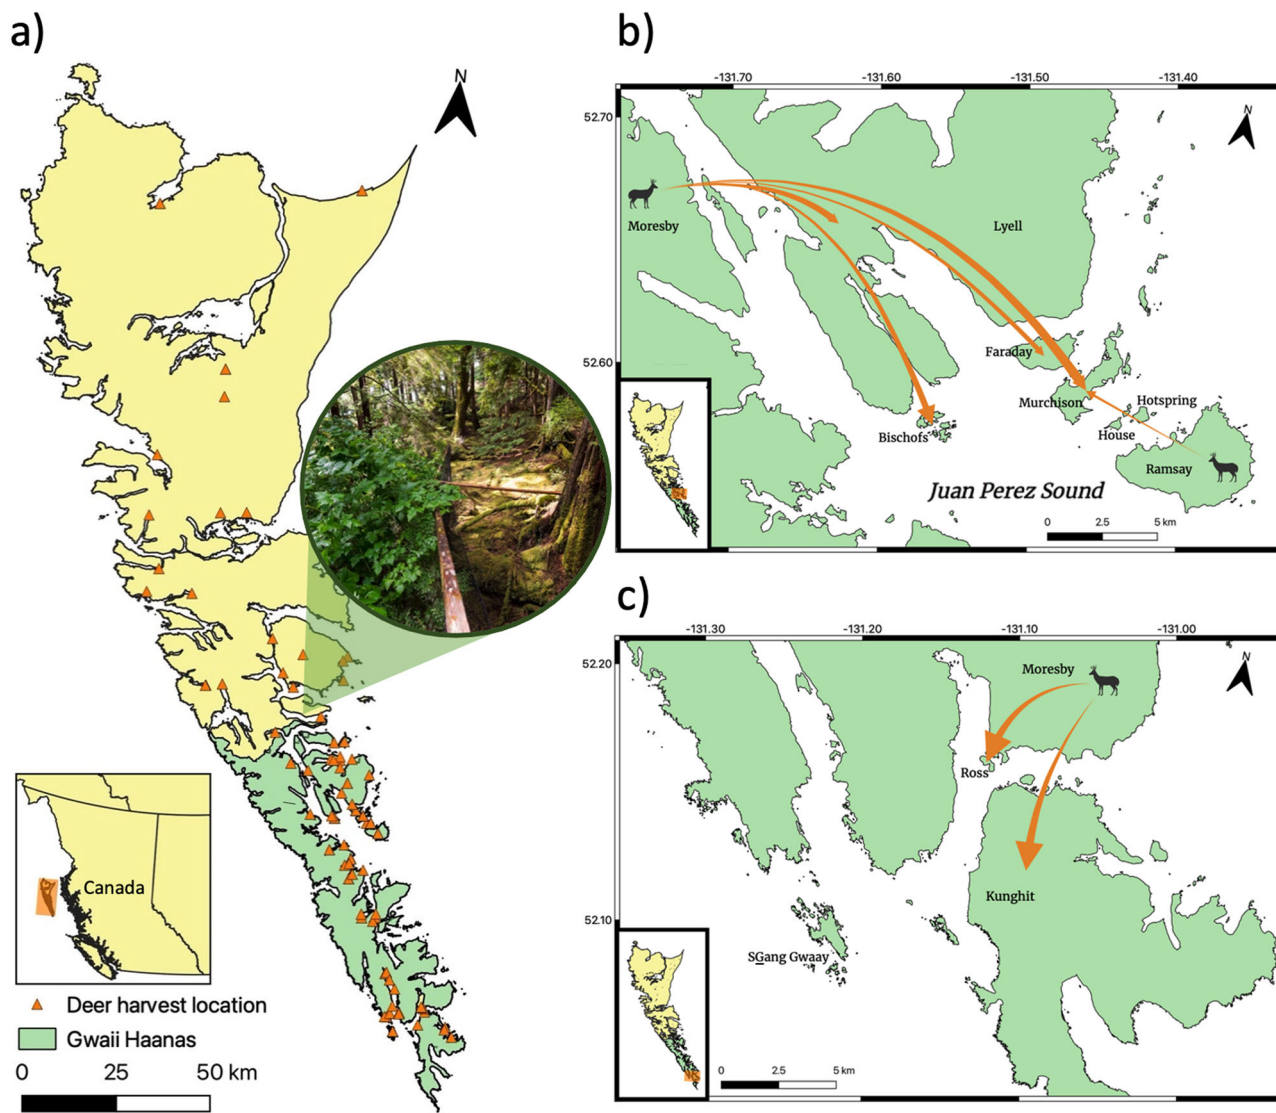 a)
N
Canada
Deer harvest location
Gwaii Haanas
0 25 50 km
b)
-131.70 -131.60 -131.50 -131.40
52.70
52.60
N
Moresby
Lyell
Faraday
Murchison
Hotspring
House
Bischofs
Ramsay
Juan Perez Sound
0 2.5 5 km
c)
-131.30 -131.20 -131.10 -131.00
52.20
52.10
N
Moresby
Ross
Kunghit
SGang Gwaay
0 2.5 5 km